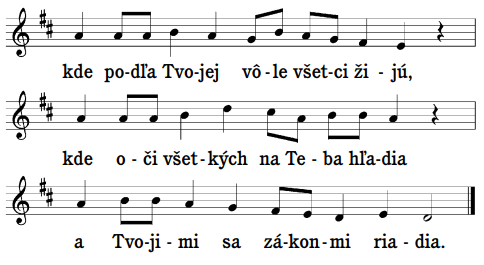 kde po-dľa Tvo-jej vô-le všet-ci ži-jú,
kde o-či všet-kých na Te-ba hľa-dia
a Tvo-ji-mi sa zá-kon-mi ria-dia.